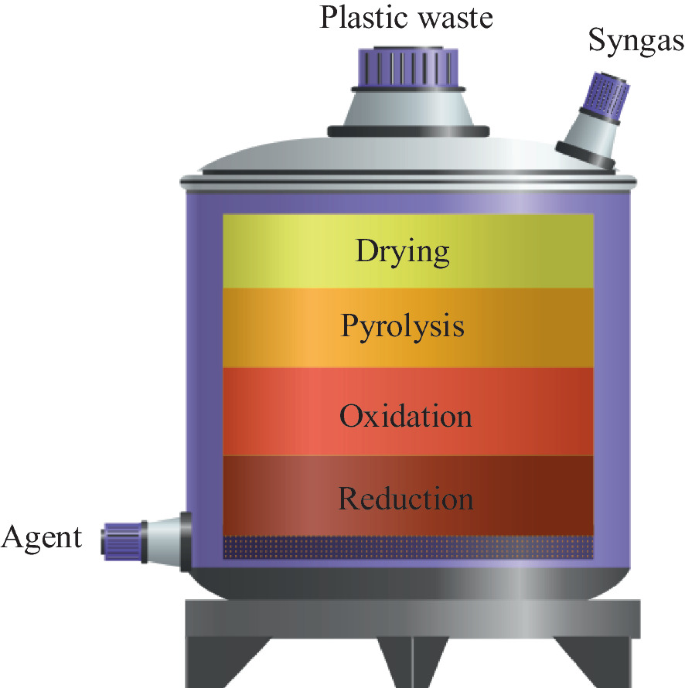 Plastic waste
Syngas
Drying
Pyrolysis
Oxidation
Reduction
Agent